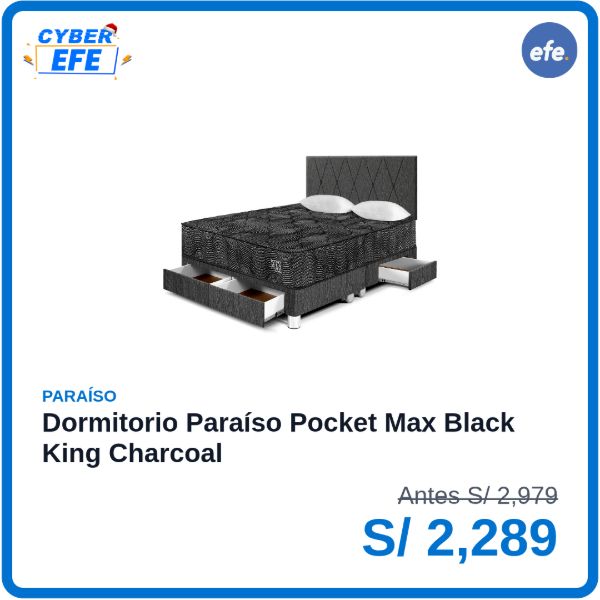 CYBER
EFE
efe.
PARAÍSO
Dormitorio Paraíso Pocket Max Black
King Charcoal
Antes S/ 2,979
S/ 2,289